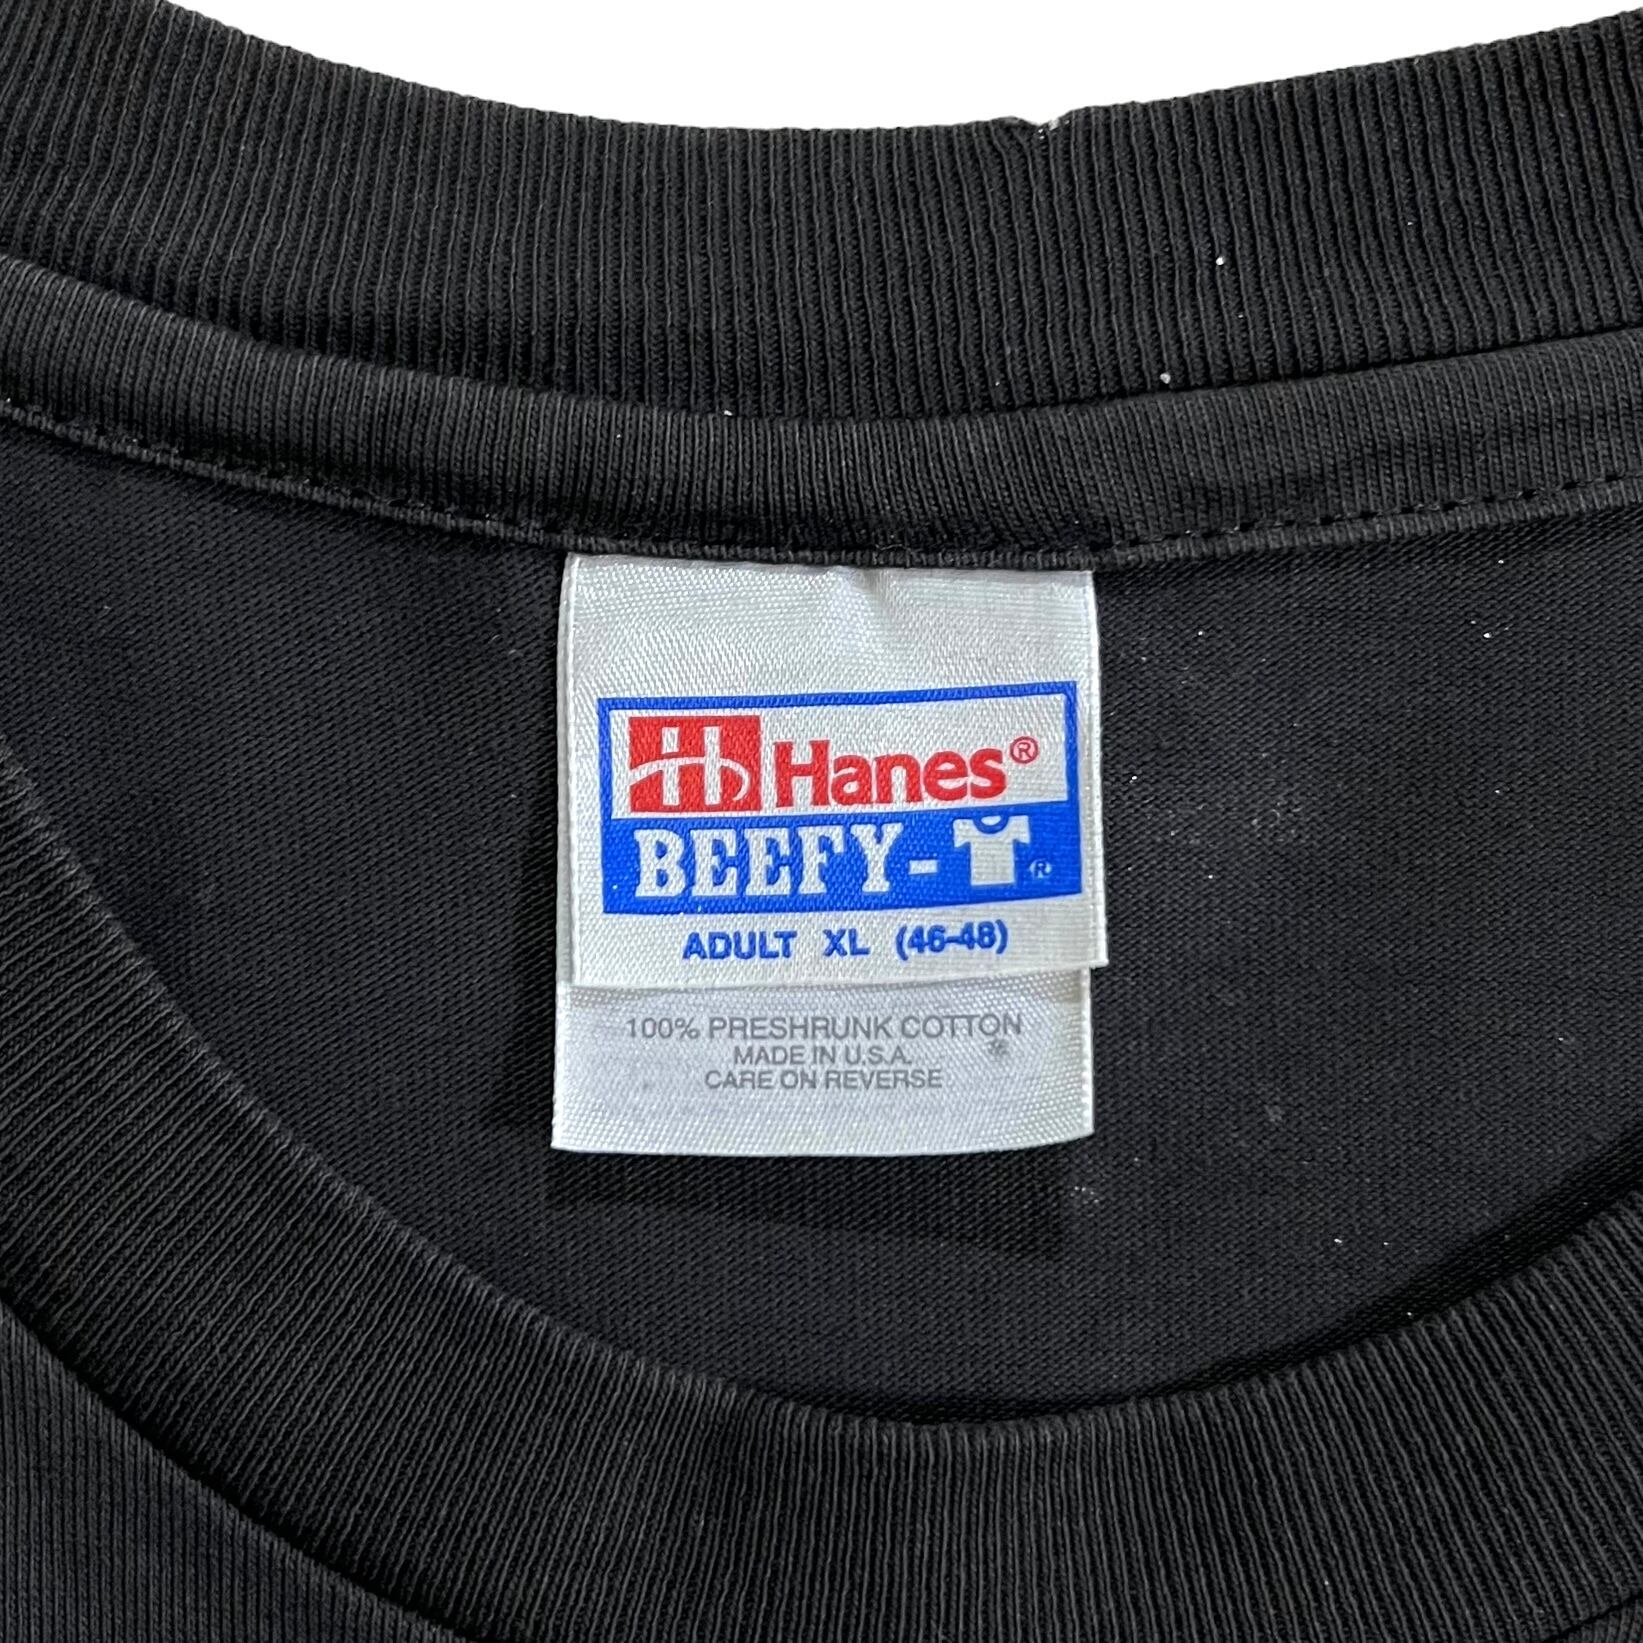 Hanes®
BEEFY-T®
ADULT XL (46-48)
100% PRESHRUNK COTTON
MADE IN U.S.A.
CARE ON REVERSE